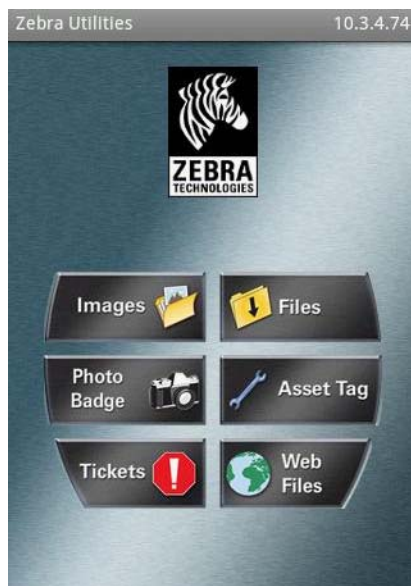 Zebra Utilities 10.3.4.74
ZEBRA
TECHNOLOGIES
Images
Files
Photo
Badge
Asset Tag
Tickets
Web
Files